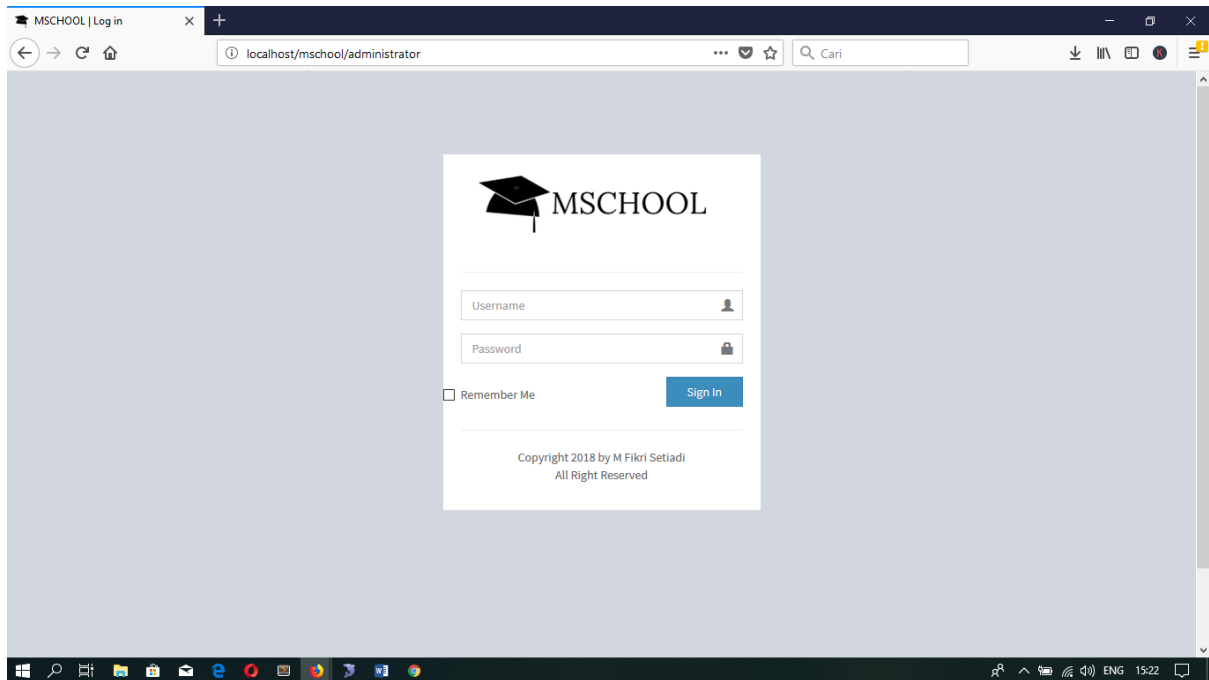 MSCHOOL | Log in
localhost/mschool/administrator
Cari
MSCHOOL
Username
Password
Remember Me
Sign In
Copyright 2018 by M Fikri Setiadi
All Right Reserved
ENG 15:22